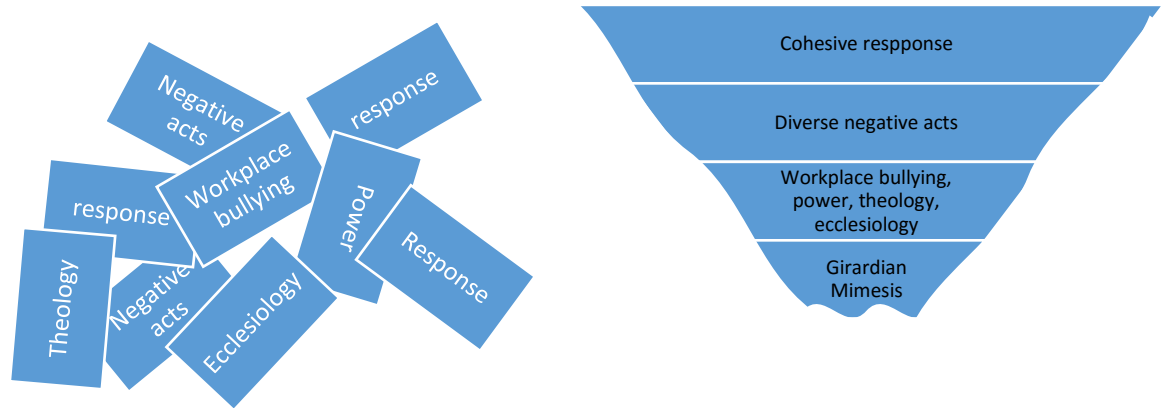 Negative
acts
response
Workplace
bullying
Power
response
Response
Theology
Negative
acts
Ecclesiology
Cohesive respponse
Diverse negative acts
Workplace bullying,
power, theology,
ecclesiology
Girardian
Mimesis